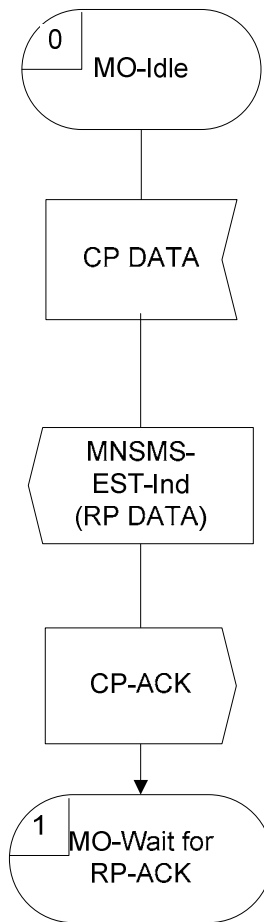 0
MO-Idle
CP DATA
MNSMS-
EST-Ind
(RP DATA)
CP-ACK
1
MO-Wait for
RP-ACK